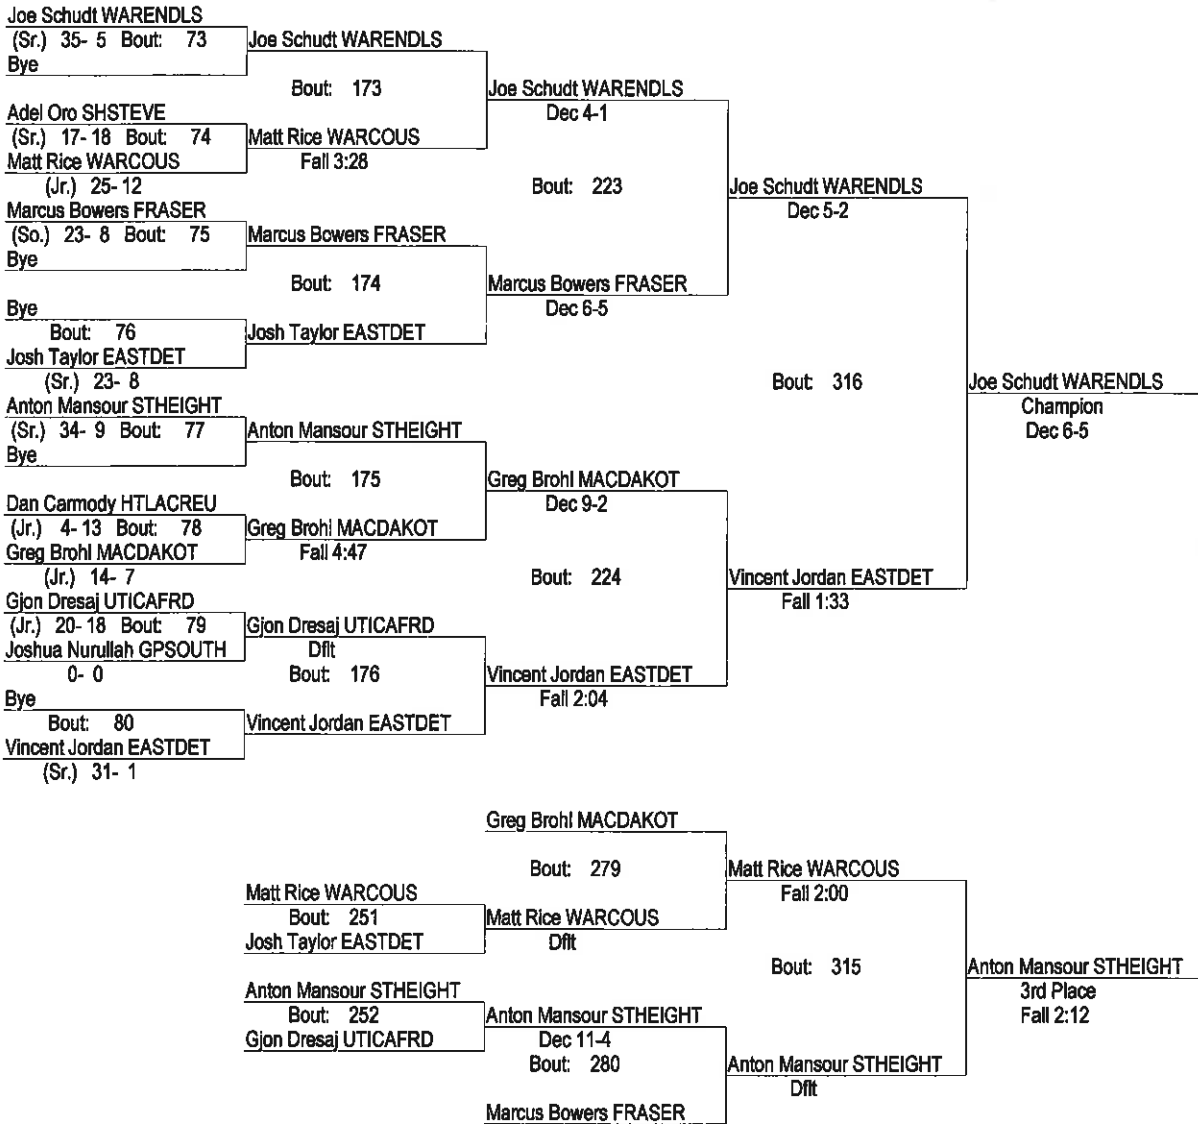 Joe Schudt WARENDLS
(Sr.) 35- 5 Bout: 73
Bye
Joe Schudt WARENDLS
Bout: 173
Adel Oro SHSTEVE
(Sr.) 17- 18 Bout: 74
Matt Rice WARCOUS
(Jr.) 25- 12
Matt Rice WARCOUS
Fall 3:28
Joe Schudt WARENDLS
Dec 4-1
Bout: 223
Marcus Bowers FRASER
(So.) 23- 8 Bout: 75
Bye
Marcus Bowers FRASER
Bout: 174
Bye
Bout: 76
Josh Taylor EASTDET
(Sr.) 23- 8
Josh Taylor EASTDET
Marcus Bowers FRASER
Dec 6-5
Joe Schudt WARENDLS
Dec 5-2
Bout: 316
Joe Schudt WARENDLS
Champion
Dec 6-5
Anton Mansour STHEIGHT
(Sr.) 34- 9 Bout: 77
Bye
Anton Mansour STHEIGHT
Bout: 175
Dan Carmody HTLACREU
(Jr.) 4- 13 Bout: 78
Greg Brohl MACDAKOT
(Jr.) 14- 7
Greg Brohl MACDAKOT
Fall 4:47
Greg Brohl MACDAKOT
Dec 9-2
Bout: 224
Gjon Dresaj UTICAFRD
(Jr.) 20- 18 Bout: 79
Joshua Nurullah GPSOUTH
0- 0
Gjon Dresaj UTICAFRD
Dflt
Bout: 176
Bye
Bout: 80
Vincent Jordan EASTDET
(Sr.) 31- 1
Vincent Jordan EASTDET
Vincent Jordan EASTDET
Fall 2:04
Vincent Jordan EASTDET
Fall 1:33
Greg Brohl MACDAKOT
Bout: 279
Matt Rice WARCOUS
Bout: 251
Josh Taylor EASTDET
Matt Rice WARCOUS
Dflt
Matt Rice WARCOUS
Fall 2:00
Bout: 315
Anton Mansour STHEIGHT
3rd Place
Fall 2:12
Anton Mansour STHEIGHT
Bout: 252
Gjon Dresaj UTICAFRD
Anton Mansour STHEIGHT
Dec 11-4
Bout: 280
Marcus Bowers FRASER
Anton Mansour STHEIGHT
Dflt